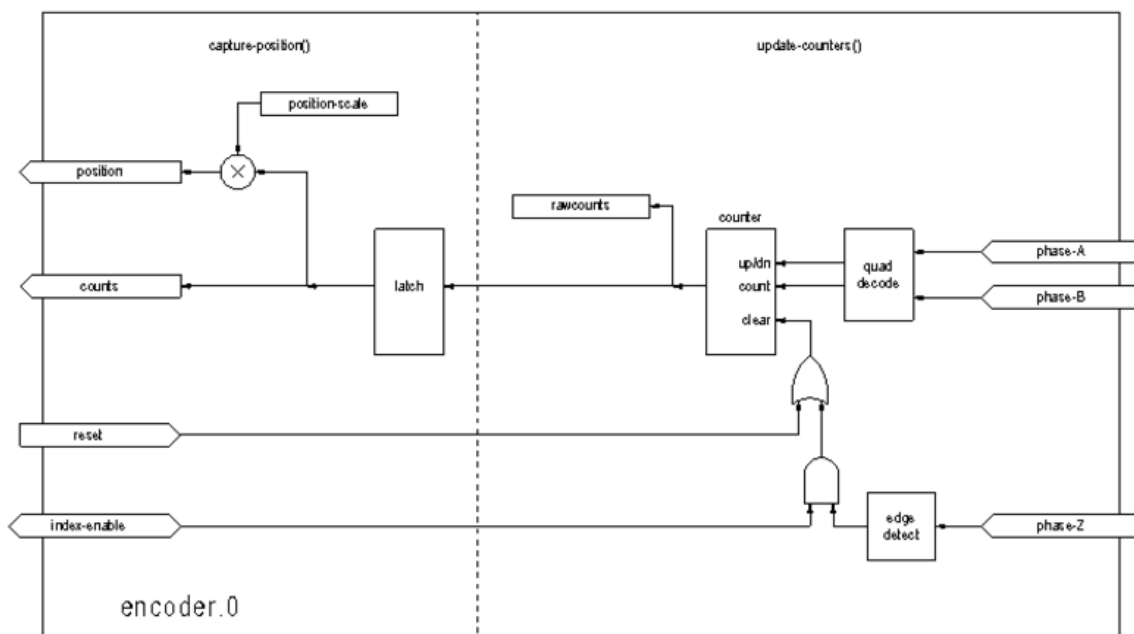 capture-position()
update-counters()
position-scale
position
rawcounts
counter
up/dn
quad
decode
phase-A
counts
latch
count
phase-B
clear
reset
index-enable
edge
detect
phase-Z
encoder.0